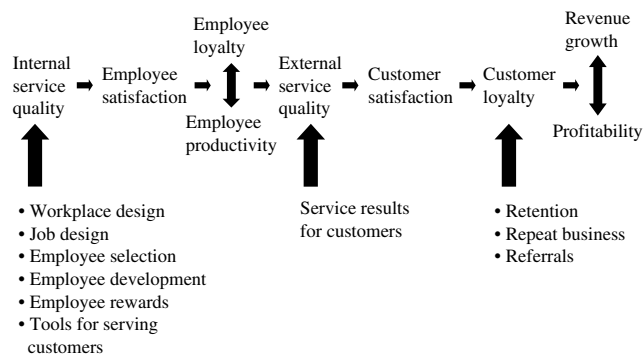 Revenue
growth
Employee
loyalty
Internal
service
quality
Employee
satisfaction
External
service
quality
Customer
satisfaction
Customer
loyalty
Employee
productivity
Profitability
• Workplace design
• Job design
• Employee selection
• Employee development
• Employee rewards
• Tools for serving
customers
Service results
for customers
• Retention
• Repeat business
• Referrals